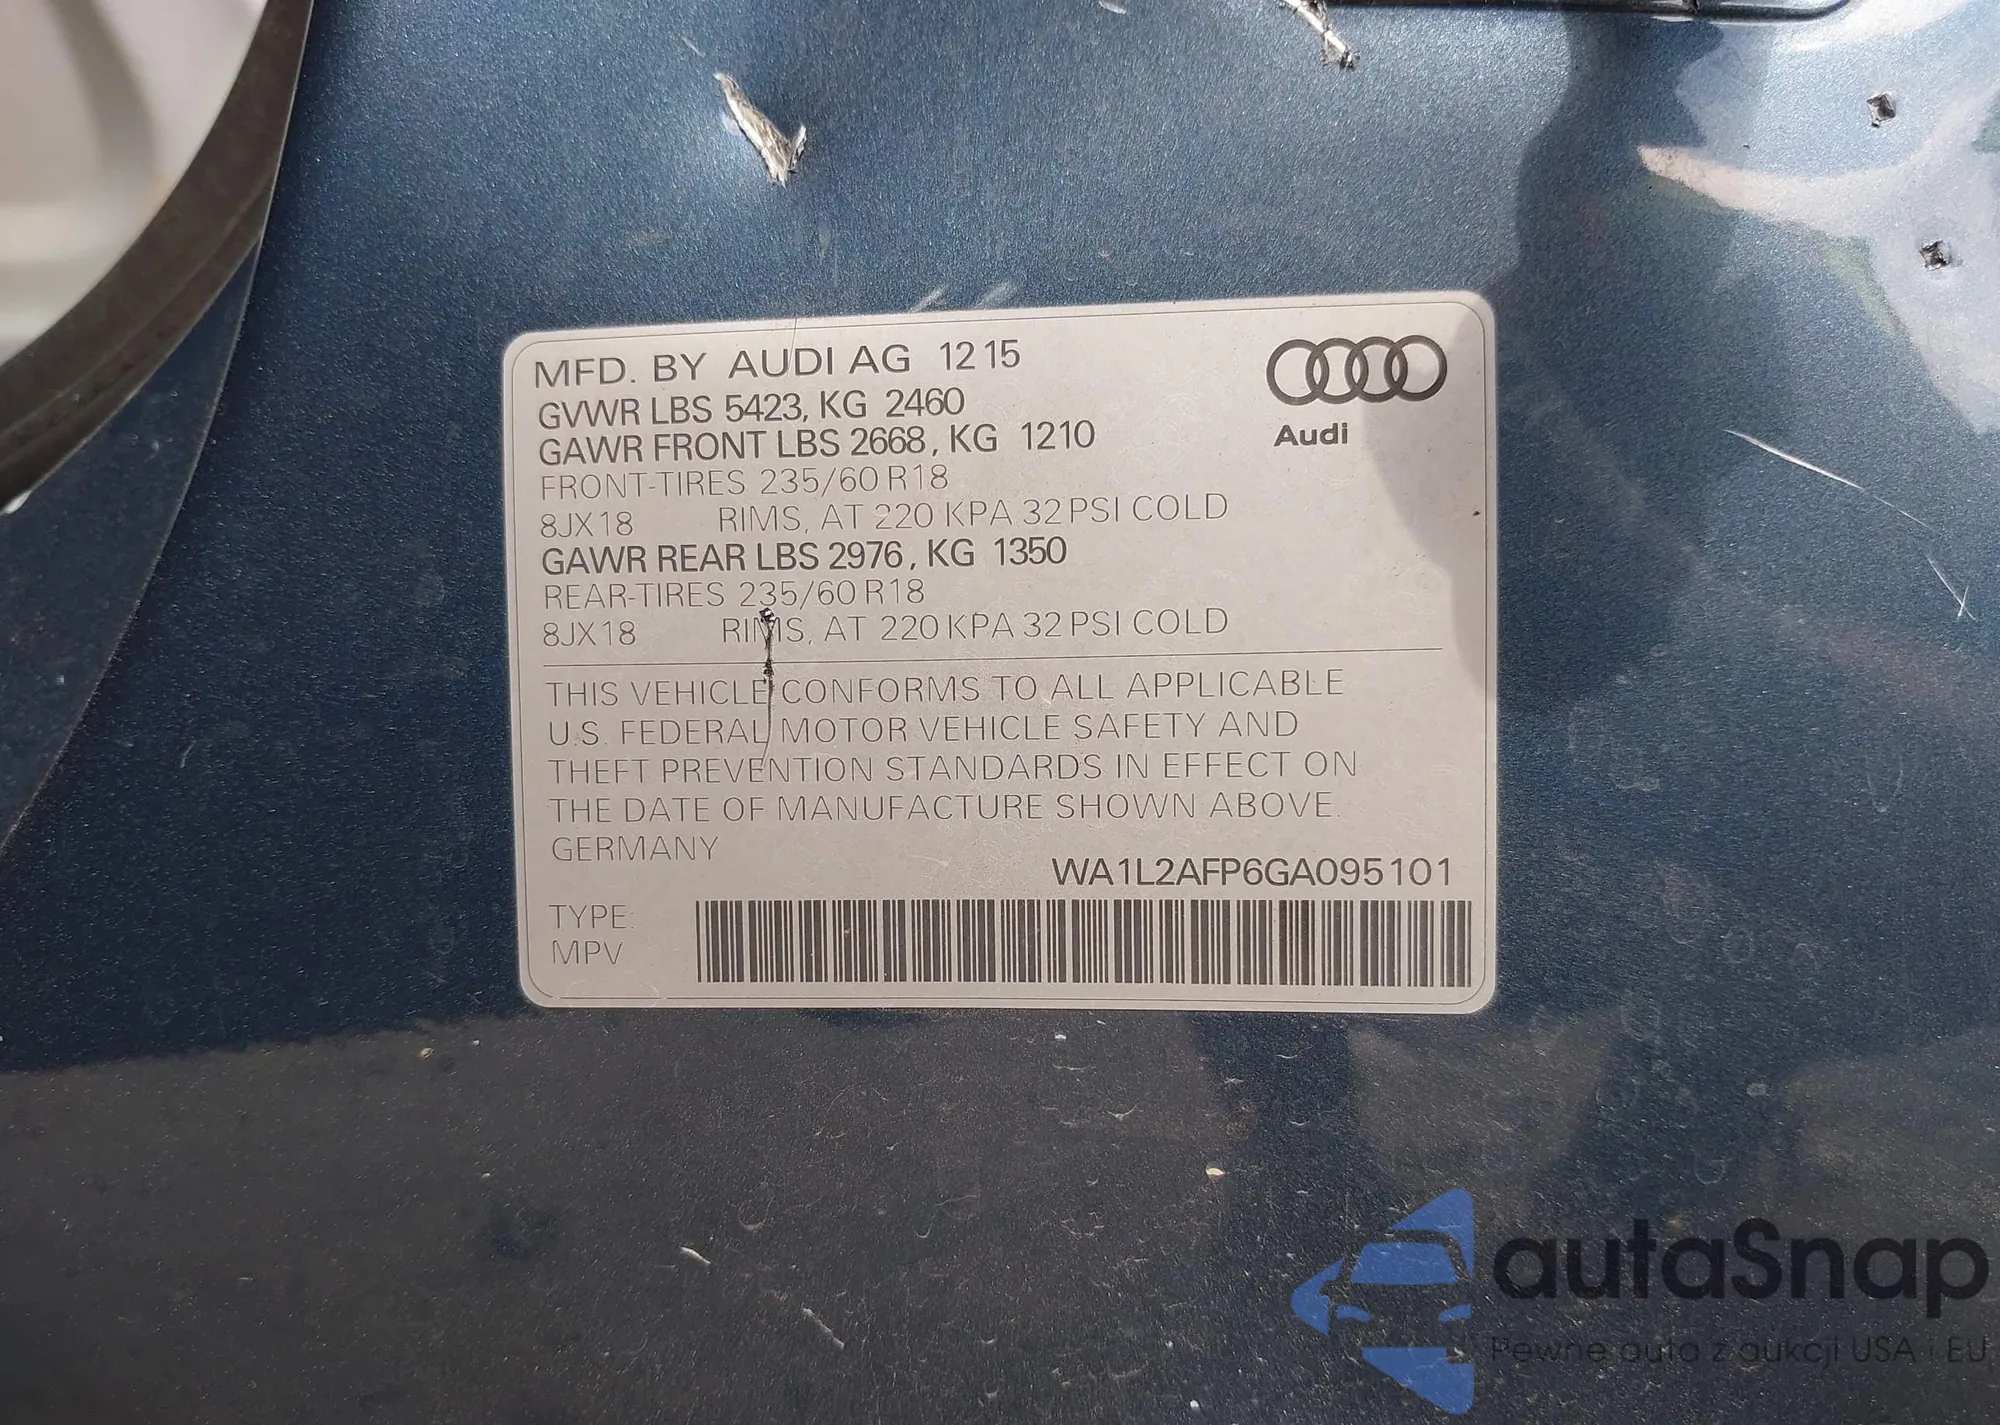 MFD. BY AUDI AG 12 15
GVWR LBS 5423, KG 2460
GAWR FRONT LBS 2668, KG 1210
FRONT-TIRES 235/60 R18
8JX18 RIMS, AT 220 KPA 32 PSI COLD
GAWR REAR LBS 2976, KG 1350
REAR-TIRES 235/60 R18
8JX18 RIMS, AT 220 KPA 32 PSI COLD
Audi
THIS VEHICLE CONFORMS TO ALL APPLICABLE
U.S. FEDERAL MOTOR VEHICLE SAFETY AND
THEFT PREVENTION STANDARDS IN EFFECT ON
THE DATE OF MANUFACTURE SHOWN ABOVE.
GERMANY
WA1L2AFP6GA095101
TYPE:
MPV
autaSnap
Pewne auta z aukcji USA i EU